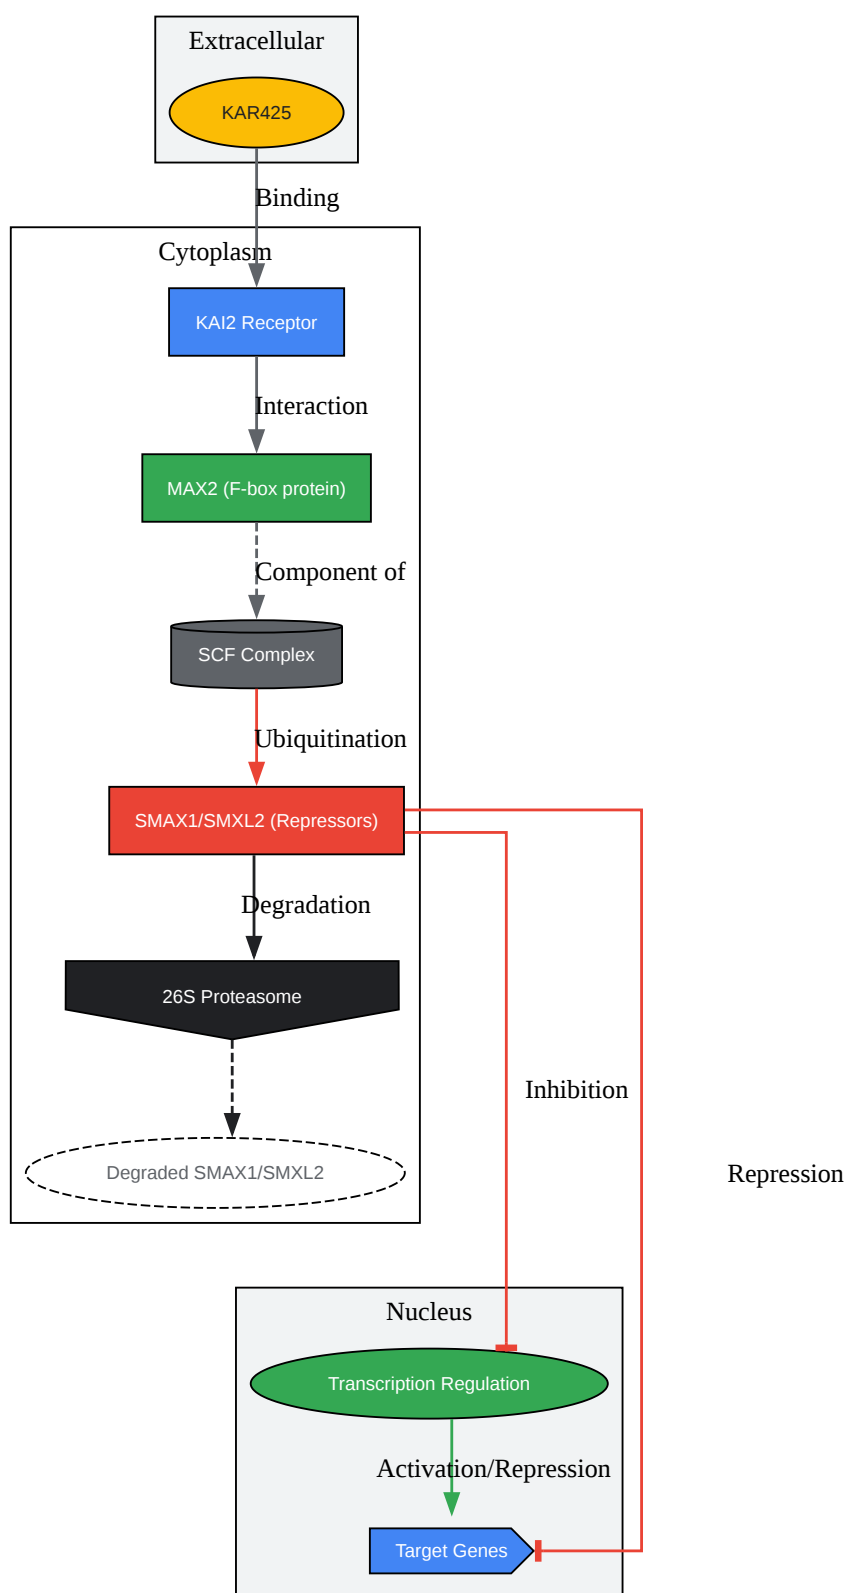 Extracellular
KAR425
Binding
Cytoplasm
KAI2 Receptor
Interaction
MAX2 (F-box protein)
Component of
SCF Complex
Ubiquitination
SMAX1/SMXL2 (Repressors)
Degradation
26S Proteasome
Inhibition
Degraded SMAX1/SMXL2
Repression
Nucleus
Transcription Regulation
Activation/Repression
Target Genes